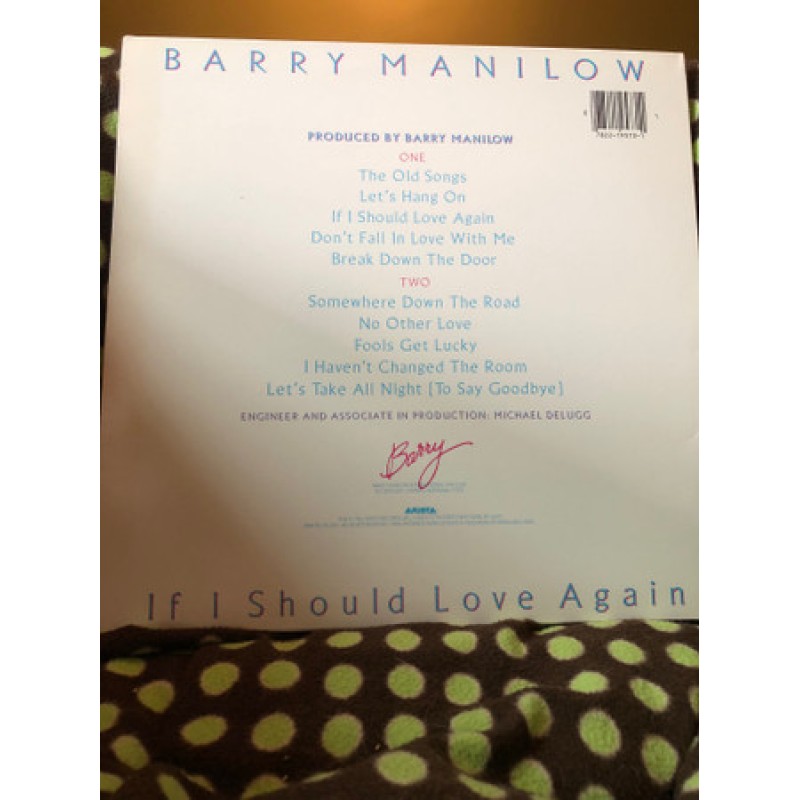 BARRY MANILOW
PRODUCED BY BARRY MANILOW
ONE
The Old Songs
Let's Hang On
If I Should Love Again
Don't Fall In Love With Me
Break Down The Door
TWO
Somewhere Down The Road
No Other Love
Fools Get Lucky
I Haven't Changed The Room
Let's Take All Night (To Say Goodbye)
ENGINEER AND ASSOCIATE IN PRODUCTION: MICHAEL DELUGG
Barry
ARISTA
If I Should Love Again